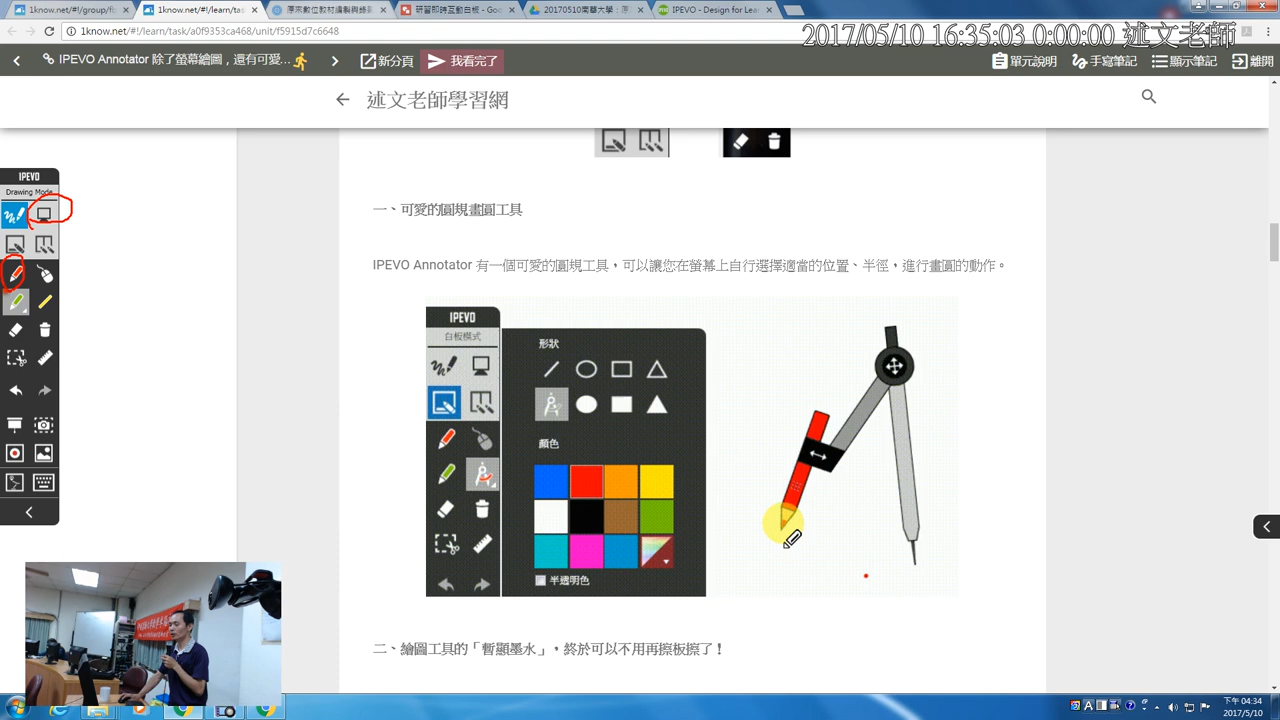 1know.net/#!/group/fb
1know.net/#!/learn/task
原來數位教材編製與錄
研習即時互動白板 - Goo
20170510南藝大學：原
IPEVO - Design for Lear
1know.net/#!/learn/task/a0f9353ca468/unit/f5915d7c6648
2017/05/10 16:35:03 0:00:00 述文老師
IPEVO Annotator 除了螢幕繪圖，還有可愛...
新分頁
我看完了
單元說明
手寫筆記
顯示筆記
離開
述文老師學習網
IPEVO
Drawing Mode
一、可愛的圓規畫圓工具
IPEVO Annotator 有一個可愛的圓規工具，可以讓您在螢幕上自行選擇適當的位置、半徑，進行畫圓的動作。
IPEVO
白板模式
形狀
顏色
半透明色
二、繪圖工具的「暫顯墨水」，終於可以不用再擦板擦了！
下午 04:34
2017/5/10